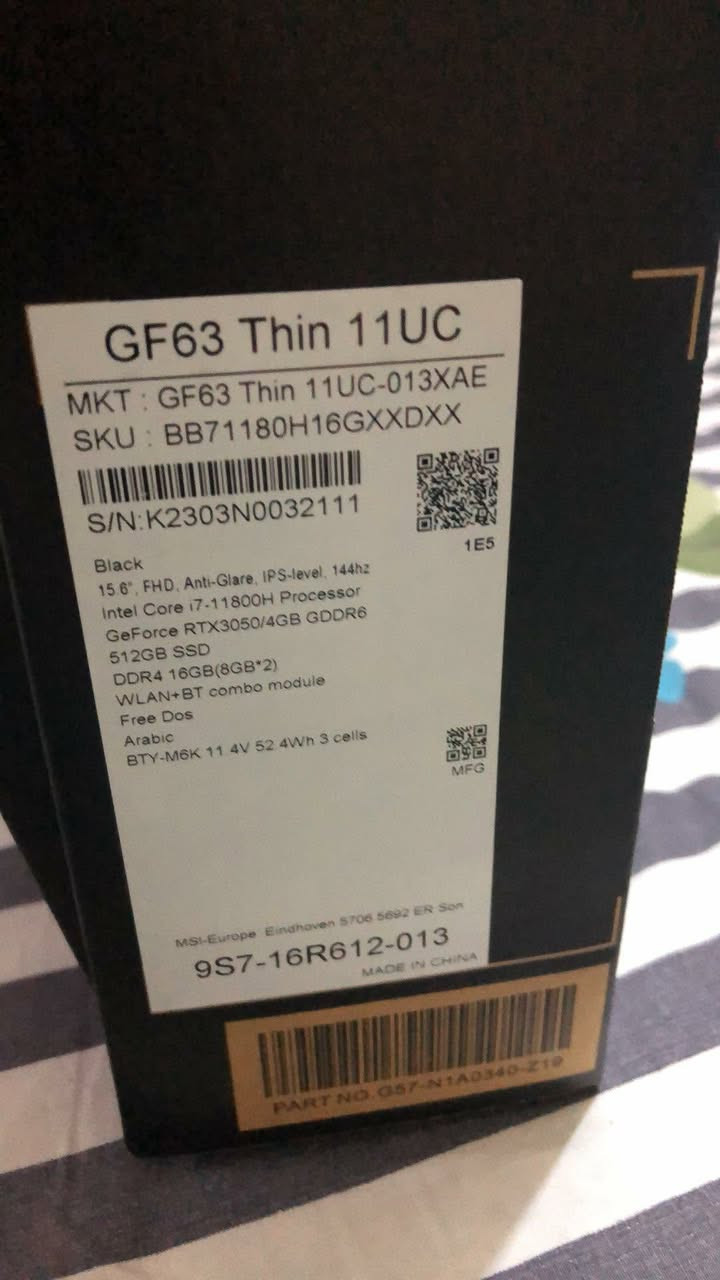 GF63 Thin 11UC
MKT : GF63 Thin 11UC-013XAE
SKU : BB71180H16GXXDXX
S/N:K2303N0032111
1E5
Black
15.6", FHD, Anti-Glare, IPS-level, 144hz
Intel Core i7-11800H Processor
GeForce RTX3050/4GB GDDR6
512GB SSD
DDR4 16GB(8GB*2)
WLAN+BT combo module
Free Dos
Arabic
BTY-M6K 11.4V 52.4Wh 3 cells
MFG
MSI-Europe Eindhoven 5706 5692 ER Son
9S7-16R612-013
MADE IN CHINA
PART NO.G57-N1A0340-Z19